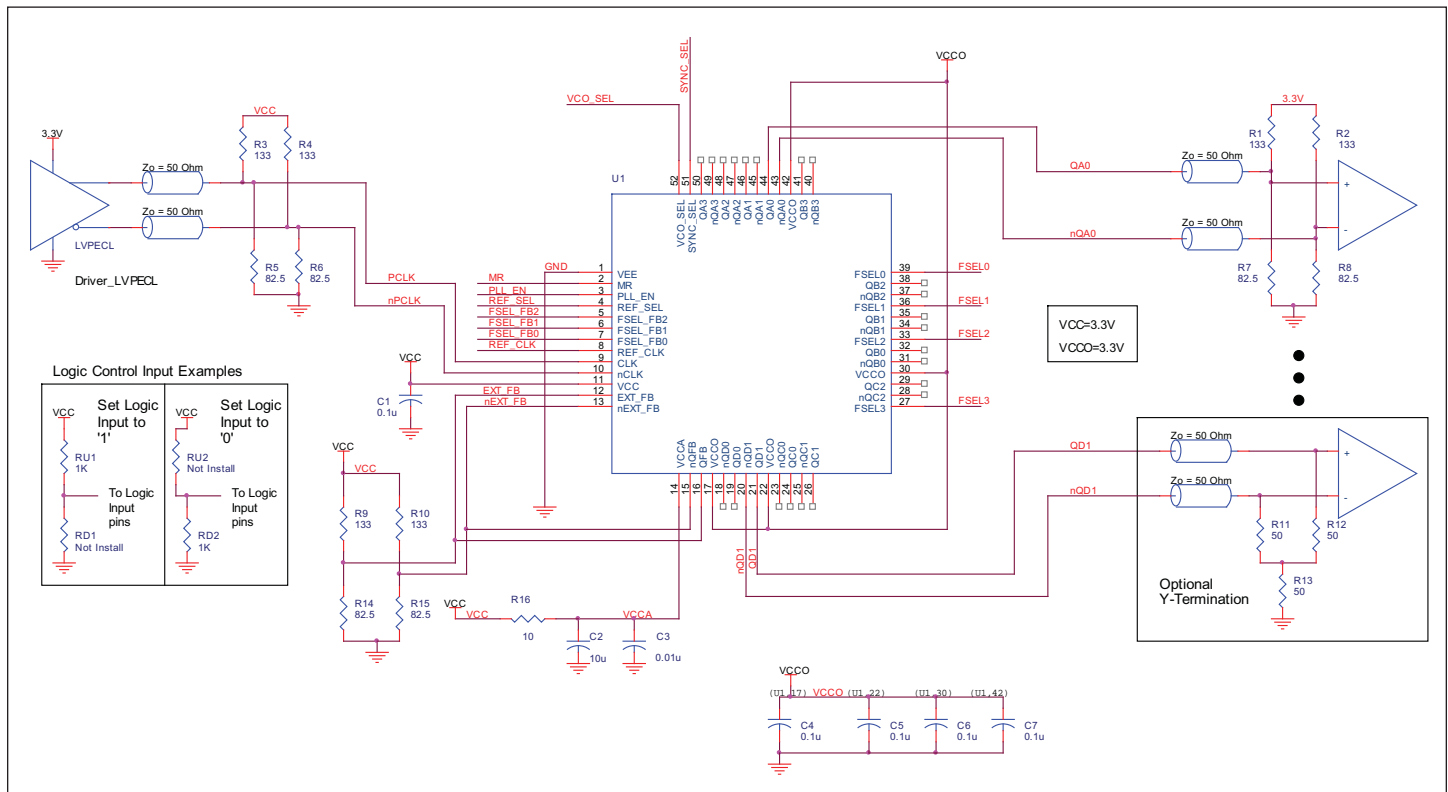 VCCO
SYNC_SEL
VCO_SEL
3.3V
VCC
R3
133
R4
133
Zo = 50 Ohm
Zo = 50 Ohm
LVPECL
Driver_LVPECL
R5
82.5
R6
82.5
PCLK
nPCLK
3.3V
R1
133
R2
133
Zo = 50 Ohm
QA0
Zo = 50 Ohm
nQA0
+
-
R7
82.5
R8
82.5
U1
52
51
50
49
48
47
46
45
44
43
42
41
40
VCO_SEL
SYNC_SEL
QA3
nQA3
QA2
nQA2
QA1
nQA1
QA0
nQA0
VCCO
QB3
nQB3
GND
MR
PLL_EN
REF_SEL
FSEL_FB2
FSEL_FB1
FSEL_FB0
REF_CLK
1
2
3
4
5
6
7
8
9
10
11
12
13
VEE
MR
PLL_EN
REF_SEL
FSEL_FB2
FSEL_FB1
FSEL_FB0
REF_CLK
CLK
nCLK
VCC
EXT_FB
nEXT_FB
FSEL0
QB2
nQB2
FSEL1
QB1
nQB1
FSEL2
QB0
nQB0
VCCO
QC2
nQC2
FSEL3
39
38
37
36
35
34
33
32
31
30
29
28
27
FSEL0
FSEL1
FSEL2
FSEL3
VCCA
nQFB
QFB
VCCO
nQD0
QD0
nQD1
QD1
VCCO
nQC0
QC0
nQC1
QC1
14
15
16
17
18
19
20
21
22
23
24
25
26
VCC
C1
0.1u
EXT_FB
nEXT_FB
VCC=3.3V
VCCO=3.3V
Logic Control Input Examples
VCC
Set Logic
Input to
'1'
RU1
1K
To Logic
Input
pins
RD1
Not Install
VCC
Set Logic
Input to
'0'
RU2
Not Install
To Logic
Input
pins
RD2
1K
VCC
VCC
R9
133
R10
133
R14
82.5
R15
82.5
VCC
VCC
R16
10
VCCA
C2
10u
C3
0.01u
nQD1
QD1
QD1
nQD1
Zo = 50 Ohm
Zo = 50 Ohm
+
-
R11
50
R12
50
R13
50
Optional
Y-Termination
VCCO
(U1,17)
VCCO
(U1,22)
(U1,30)
(U1,42)
C4
0.1u
C5
0.1u
C6
0.1u
C7
0.1u